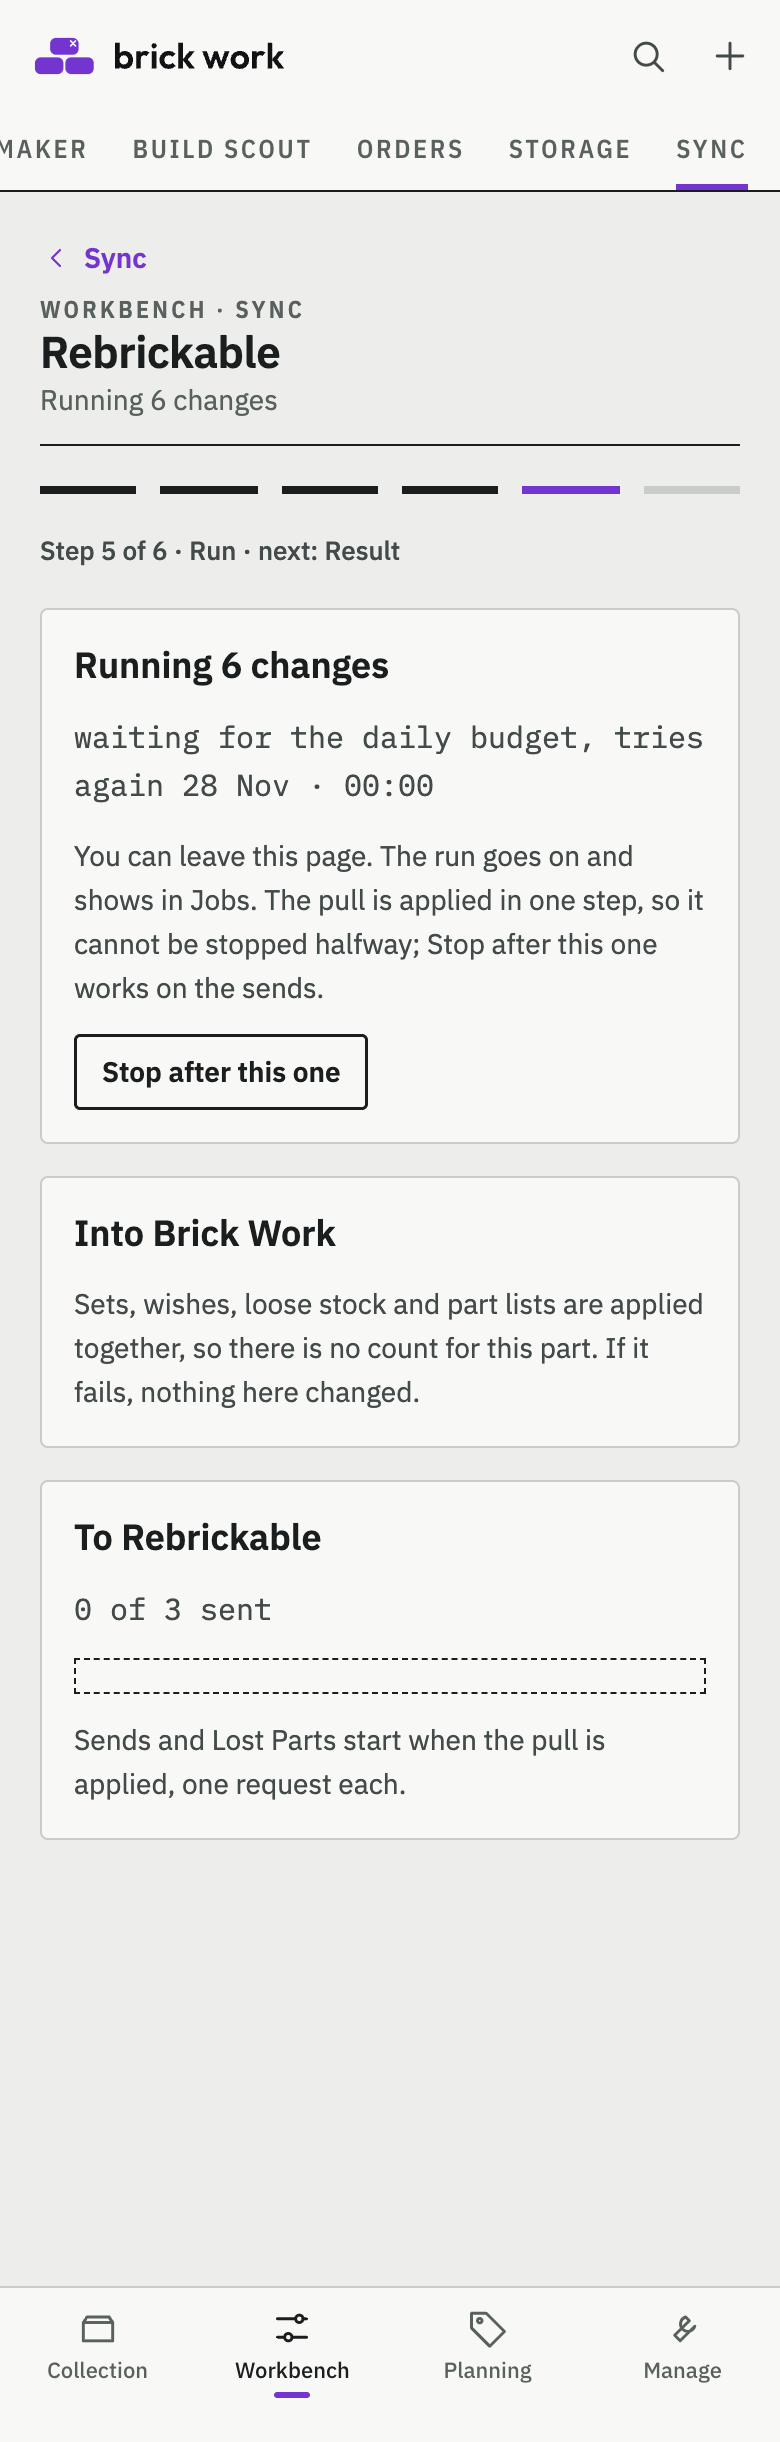 brick work
MAKER BUILD SCOUT ORDERS STORAGE SYNC
Sync
WORKBENCH · SYNC
Rebrickable
Running 6 changes
Step 5 of 6 · Run · next: Result
Running 6 changes
waiting for the daily budget, tries
again 28 Nov · 00:00
You can leave this page. The run goes on and
shows in Jobs. The pull is applied in one step, so it
cannot be stopped halfway; Stop after this one
works on the sends.
Stop after this one
Into Brick Work
Sets, wishes, loose stock and part lists are applied
together, so there is no count for this part. If it
fails, nothing here changed.
To Rebrickable
0 of 3 sent
Sends and Lost Parts start when the pull is
applied, one request each.
Collection Workbench Planning Manage